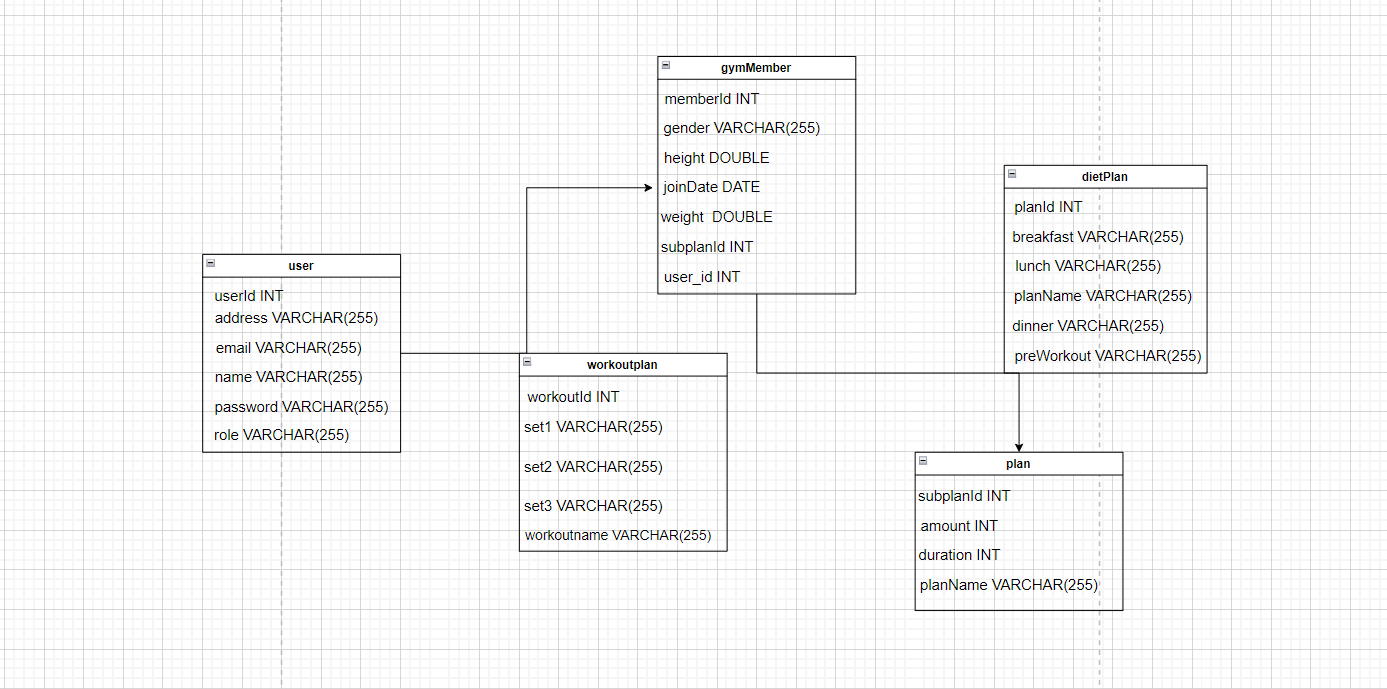 gymMember
memberId INT
gender VARCHAR(255)
height DOUBLE
joinDate DATE
weight  DOUBLE
subplanId INT
user_id INT
dietPlan
planId INT
breakfast VARCHAR(255)
lunch VARCHAR(255)
planName VARCHAR(255)
dinner VARCHAR(255)
preWorkout VARCHAR(255)
user
userId INT
address VARCHAR(255)
email VARCHAR(255)
name VARCHAR(255)
password VARCHAR(255)
role VARCHAR(255)
workoutplan
workoutId INT
set1 VARCHAR(255)
set2 VARCHAR(255)
set3 VARCHAR(255)
workoutname VARCHAR(255)
plan
subplanId INT
amount INT
duration INT
planName VARCHAR(255)